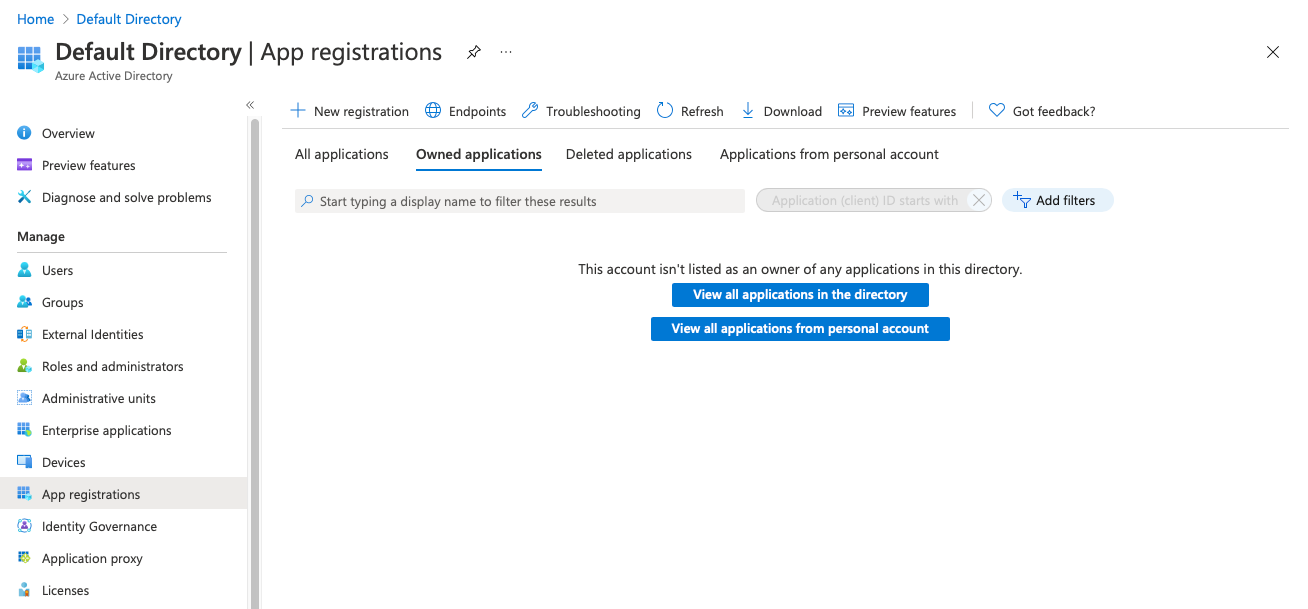 Home > Default Directory
Default Directory | App registrations
Azure Active Directory
Overview
Preview features
Diagnose and solve problems
Manage
Users
Groups
External Identities
Roles and administrators
Administrative units
Enterprise applications
Devices
App registrations
Identity Governance
Application proxy
Licenses
New registration Endpoints Troubleshooting Refresh Download Preview features Got feedback?
All applications Owned applications Deleted applications Applications from personal account
Start typing a display name to filter these results Application (client) ID starts with Add filters
This account isn't listed as an owner of any applications in this directory.
View all applications in the directory
View all applications from personal account